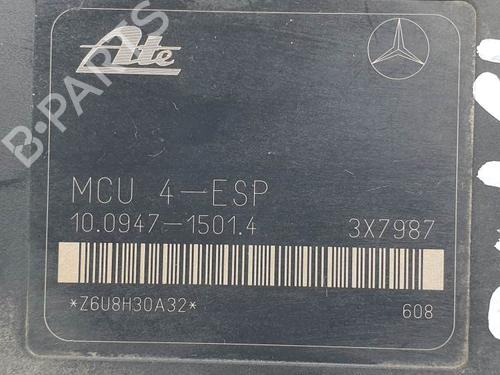 Ate
B-PARTS
MCU 4-ESP
10.0947-1501.4 3X7987
*Z6U8H30A32* 608